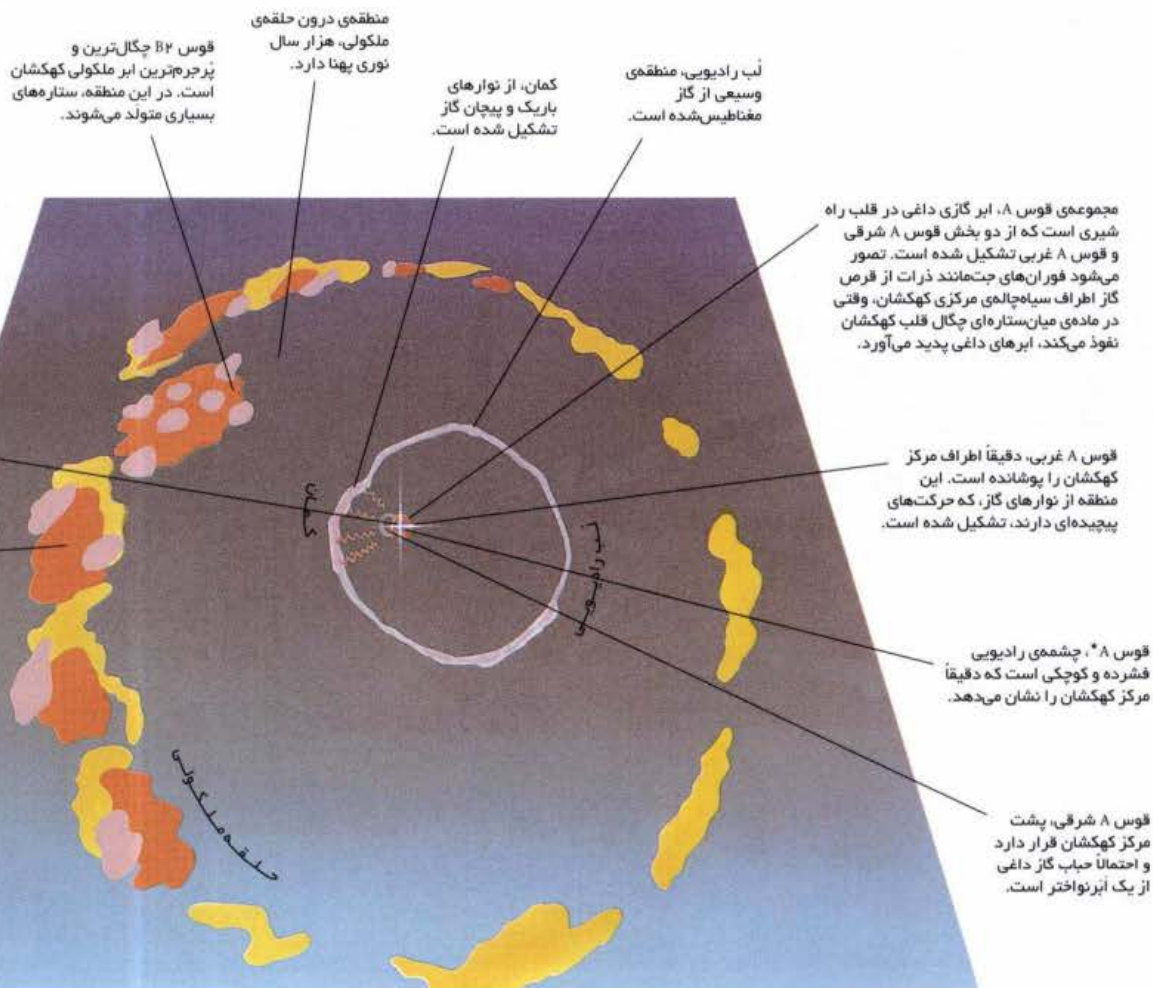 منطقه‌ی درون حلقه‌ی
ملکولی، هزار سال
نوری پهنا دارد.
قوس B۲ چگال‌ترین و
پُرجرم‌ترین ابر ملکولی کهکشان
است. در این منطقه، ستاره‌های
بسیاری متولّد می‌شوند.
لُب رادیویی، منطقه‌ی
وسیعی از گاز
مغناطیس‌شده است.
کمان، از نوارهای
باریک و پیچان گاز
تشکیل شده است.
مجموعه‌ی قوس A، ابر گازی داغی در قلب راه
شیری است که از دو بخش قوس A شرقی
و قوس A غربی تشکیل شده است. تصور
می‌شود فوران‌های جت‌مانند ذرات از قرص
گاز اطراف سیاه‌چاله‌ی مرکزی کهکشان، وقتی
در ماده‌ی میان‌ستاره‌ای چگال قلب کهکشان
نفوذ می‌کند، ابرهای داغی پدید می‌آورد.
قوس A غربی، دقیقاً اطراف مرکز
کهکشان را پوشانده است. این
منطقه از نوارهای گاز، که حرکت‌های
پیچیده‌ای دارند، تشکیل شده است.
کمان
لُب رادیویی
قوس A*، چشمه‌ی رادیویی
فشرده و کوچکی است که دقیقاً
مرکز کهکشان را نشان می‌دهد.
حلقه ملکولی
قوس A شرقی، پشت
مرکز کهکشان قرار دارد
و احتمالاً حباب گاز داغی
از یک اَبَرنواختر است.